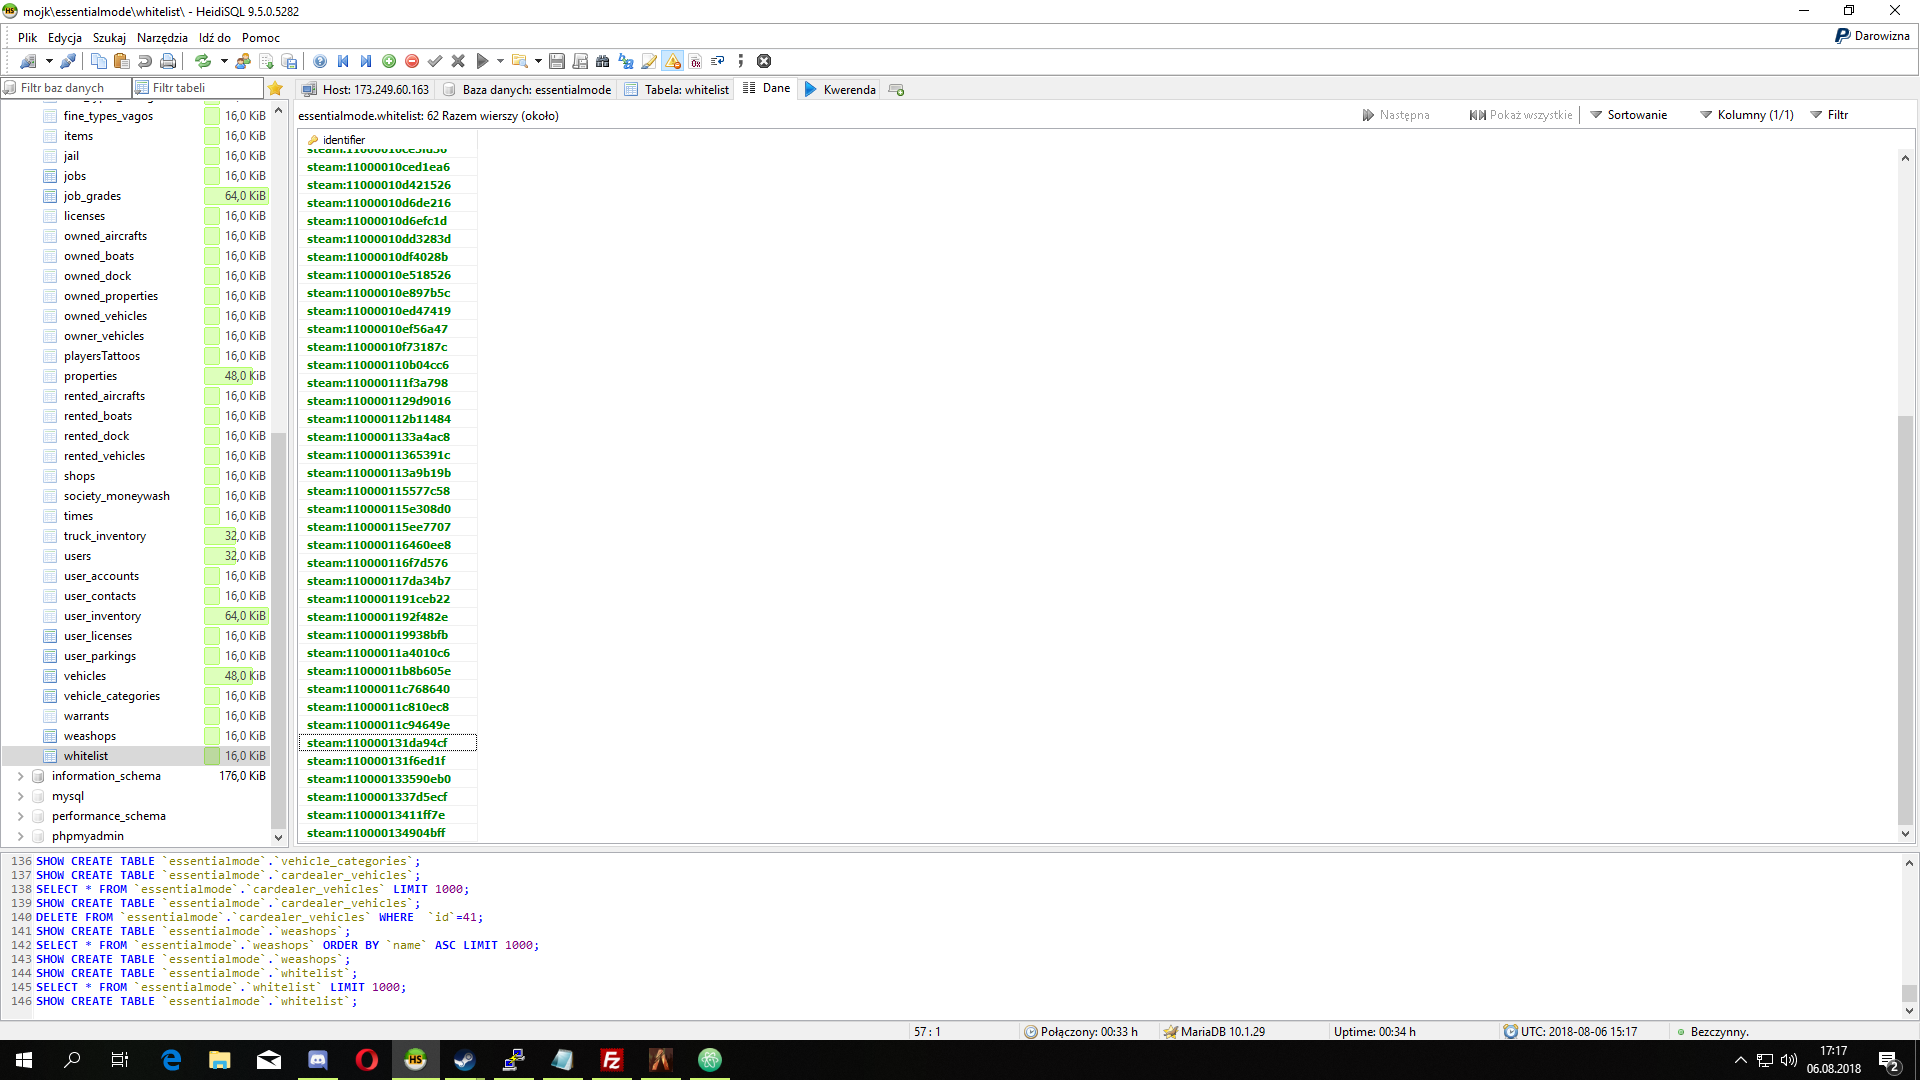 mojk\essentialmode\whitelist\ - HeidiSQL 9.5.0.5282
Plik Edycja Szukaj Narzędzia Idź do Pomoc
Darowizna
Filtr baz danych Filtr tabeli
Host: 173.249.60.163 Baza danych: essentialmode Tabela: whitelist Dane Kwerenda
essentialmode.whitelist: 62 Razem wierszy (około) Następna Pokaż wszystkie Sortowanie Kolumny (1/1) Filtr
fine_types_vagos 16,0 KiB
items 16,0 KiB
jail 16,0 KiB
jobs 16,0 KiB
job_grades 64,0 KiB
licenses 16,0 KiB
owned_aircrafts 16,0 KiB
owned_boats 16,0 KiB
owned_dock 16,0 KiB
owned_properties 16,0 KiB
owned_vehicles 16,0 KiB
owner_vehicles 16,0 KiB
playersTattoos 16,0 KiB
properties 48,0 KiB
rented_aircrafts 16,0 KiB
rented_boats 16,0 KiB
rented_dock 16,0 KiB
rented_vehicles 16,0 KiB
shops 16,0 KiB
society_moneywash 16,0 KiB
times 16,0 KiB
truck_inventory 32,0 KiB
users 32,0 KiB
user_accounts 16,0 KiB
user_contacts 16,0 KiB
user_inventory 64,0 KiB
user_licenses 16,0 KiB
user_parkings 16,0 KiB
vehicles 48,0 KiB
vehicle_categories 16,0 KiB
warrants 16,0 KiB
weashops 16,0 KiB
whitelist 16,0 KiB
information_schema 176,0 KiB
mysql
performance_schema
phpmyadmin
identifier
steam:11000010ced1ea6
steam:11000010d421526
steam:11000010d6de216
steam:11000010d6efc1d
steam:11000010dd3283d
steam:11000010df4028b
steam:11000010e518526
steam:11000010e897b5c
steam:11000010ed47419
steam:11000010ef56a47
steam:11000010f73187c
steam:110000110b04cc6
steam:110000111f3a798
steam:110000129d9016
steam:110000112b11484
steam:1100001133a4ac8
steam:11000011365391c
steam:110000113a9b19b
steam:110000115577c58
steam:110000115e308d0
steam:110000115ee7707
steam:110000116460ee8
steam:110000116f7d576
steam:110000117da34b7
steam:1100001191ceb22
steam:1100001192f482e
steam:110000119938bfb
steam:11000011a4010c6
steam:11000011b8b605e
steam:11000011c768640
steam:11000011c810ec8
steam:11000011c94649e
steam:110000131da94cf
steam:110000131f6ed1f
steam:110000133590eb0
steam:1100001337d5ecf
steam:11000013411ff7e
steam:110000134904bff
136 SHOW CREATE TABLE `essentialmode`.`vehicle_categories`;
137 SHOW CREATE TABLE `essentialmode`.`cardealer_vehicles`;
138 SELECT * FROM `essentialmode`.`cardealer_vehicles` LIMIT 1000;
139 SHOW CREATE TABLE `essentialmode`.`cardealer_vehicles`;
140 DELETE FROM `essentialmode`.`cardealer_vehicles` WHERE `id`=41;
141 SHOW CREATE TABLE `essentialmode`.`weashops`;
142 SELECT * FROM `essentialmode`.`weashops` ORDER BY `name` ASC LIMIT 1000;
143 SHOW CREATE TABLE `essentialmode`.`weashops`;
144 SHOW CREATE TABLE `essentialmode`.`whitelist`;
145 SELECT * FROM `essentialmode`.`whitelist` LIMIT 1000;
146 SHOW CREATE TABLE `essentialmode`.`whitelist`;
57 : 1 Połączony: 00:33 h MariaDB 10.1.29 Uptime: 00:34 h UTC: 2018-08-06 15:17 Bezczynny.
17:17
06.08.2018
2